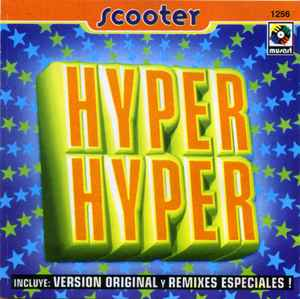 scooter
1256
musart
HYPER
HYPER
INCLUYE: VERSION ORIGINAL Y REMIXES ESPECIALES !